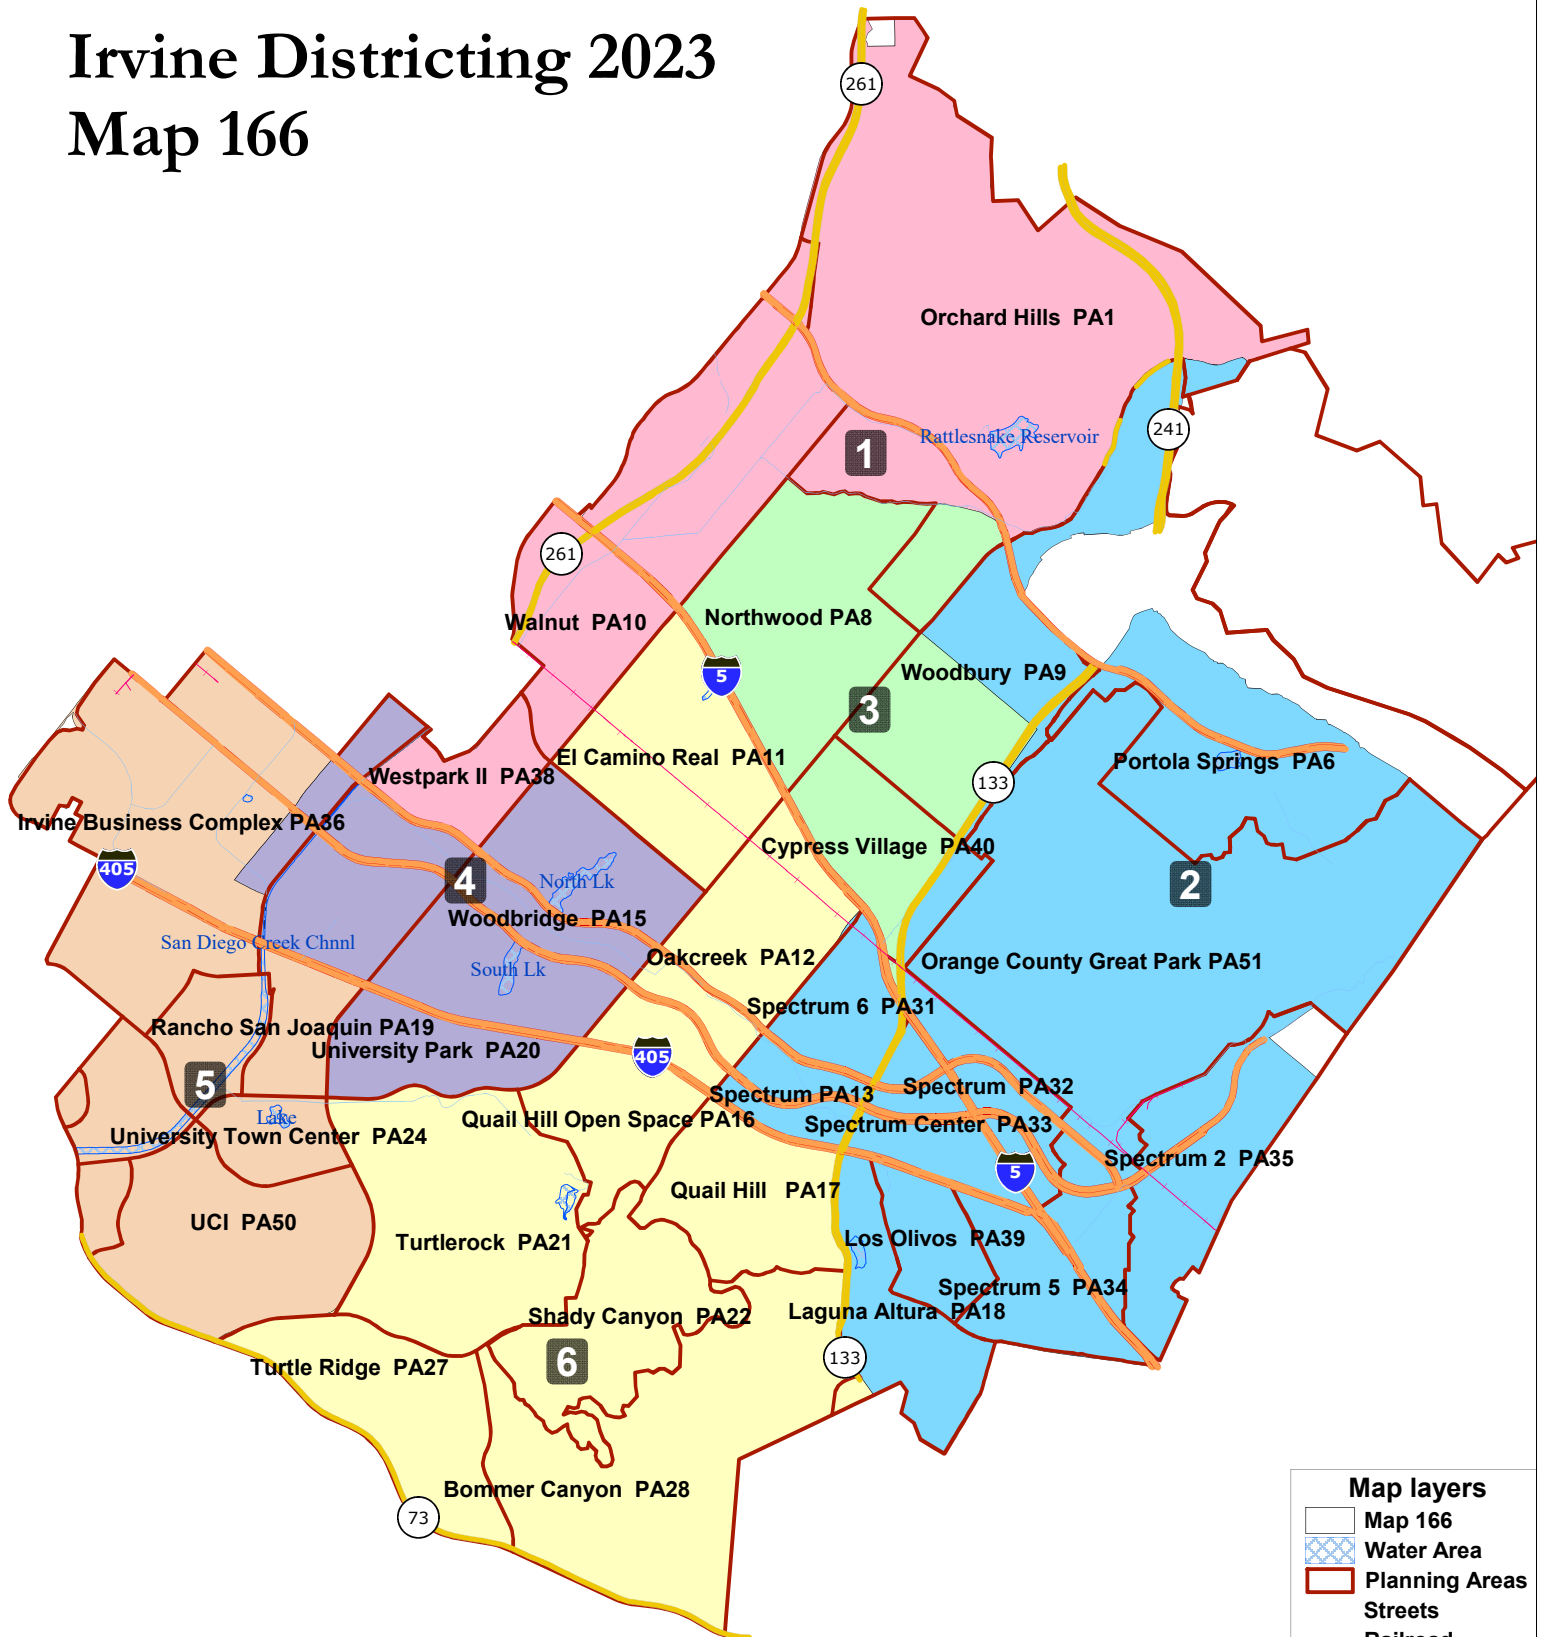 Irvine Districting 2023
Map 166
261
Orchard Hills PA1
241
Rattlesnake Reservoir
1
261
Walnut PA10
Northwood PA8
5
Woodbury PA9
3
El Camino Real PA11
Westpark II PA38
Portola Springs PA6
133
Irvine Business Complex PA36
Cypress Village PA40
405
4
North Lk
2
Woodbridge PA15
San Diego Creek Chnnl
Oakcreek PA12
South Lk
Orange County Great Park PA51
Spectrum 6 PA31
Rancho San Joaquin PA19
University Park PA20
405
5
Spectrum PA13
Spectrum PA32
Lake
Quail Hill Open Space PA16
Spectrum Center PA33
University Town Center PA24
Spectrum 2 PA35
5
Quail Hill PA17
UCI PA50
Turtlerock PA21
Los Olivos PA39
Spectrum 5 PA34
Shady Canyon PA22
Laguna Altura PA18
133
6
Turtle Ridge PA27
Bommer Canyon PA28
73
Map layers
Map 166
Water Area
Planning Areas
Streets
Railroad